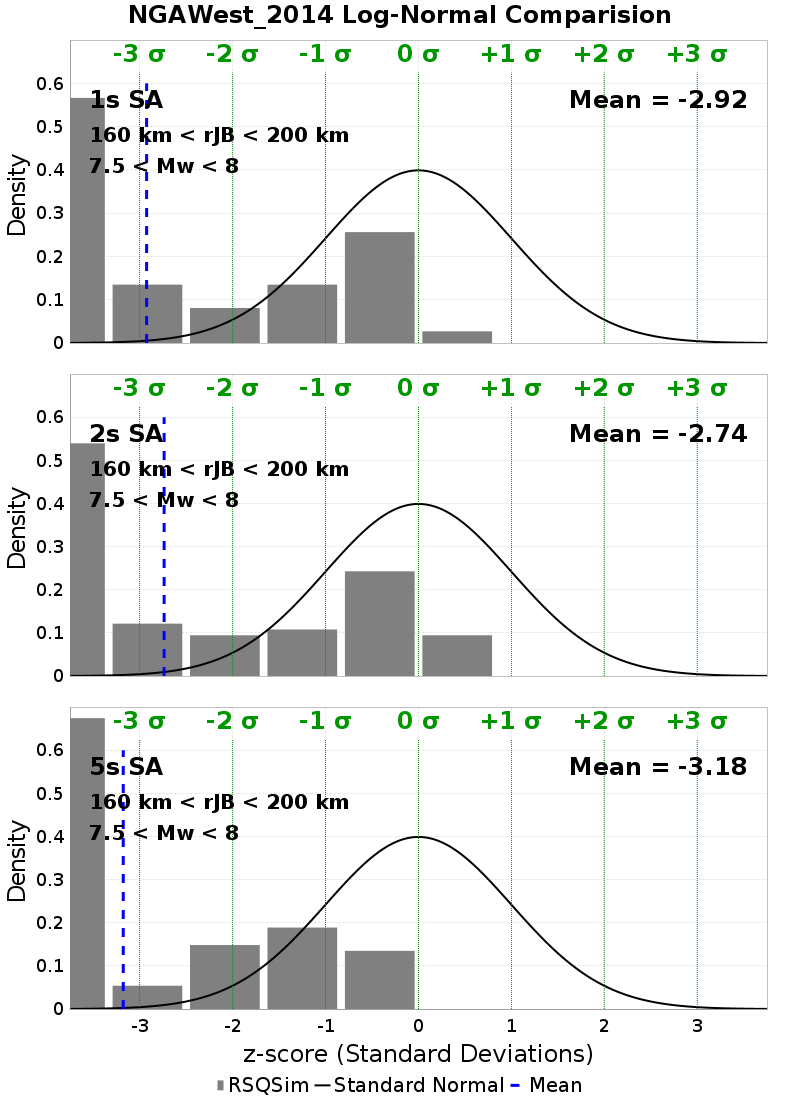 NGAWest_2014 Log-Normal Comparision
-3 σ -2 σ -1 σ 0 σ +1 σ +2 σ +3 σ
1s SA Mean = -2.92
160 km < rJB < 200 km
7.5 < Mw < 8
0.6
0.5
0.4
0.3
0.2
0.1
0
Density
-3 σ -2 σ -1 σ 0 σ +1 σ +2 σ +3 σ
2s SA Mean = -2.74
160 km < rJB < 200 km
7.5 < Mw < 8
0.6
0.5
0.4
0.3
0.2
0.1
0
Density
-3 σ -2 σ -1 σ 0 σ +1 σ +2 σ +3 σ
5s SA Mean = -3.18
160 km < rJB < 200 km
7.5 < Mw < 8
0.6
0.5
0.4
0.3
0.2
0.1
0
Density
-3 -2 -1 0 1 2 3
z-score (Standard Deviations)
RSQSim Standard Normal Mean